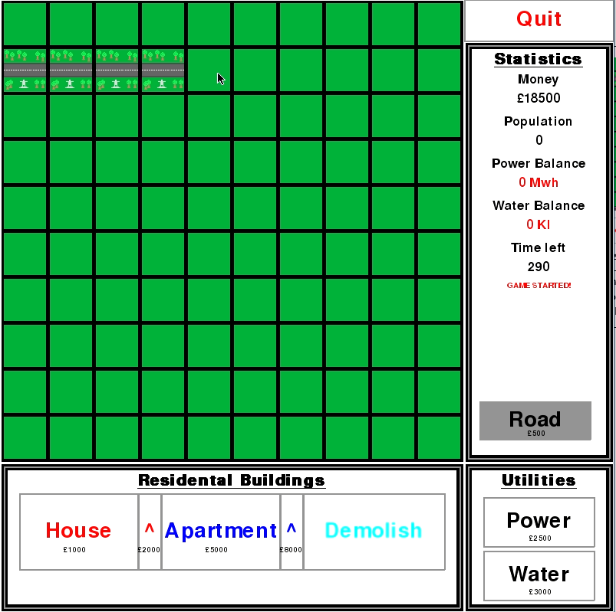 Quit
Statistics
Money
£18500
Population
0
Power Balance
0 Mwh
Water Balance
0 Kl
Time left
290
GAME STARTED!
Road
£500
Residental Buildings
House
£1000
^
£2000
Apartment
£5000
^
£8000
Demolish
Utilities
Power
£2500
Water
£3000